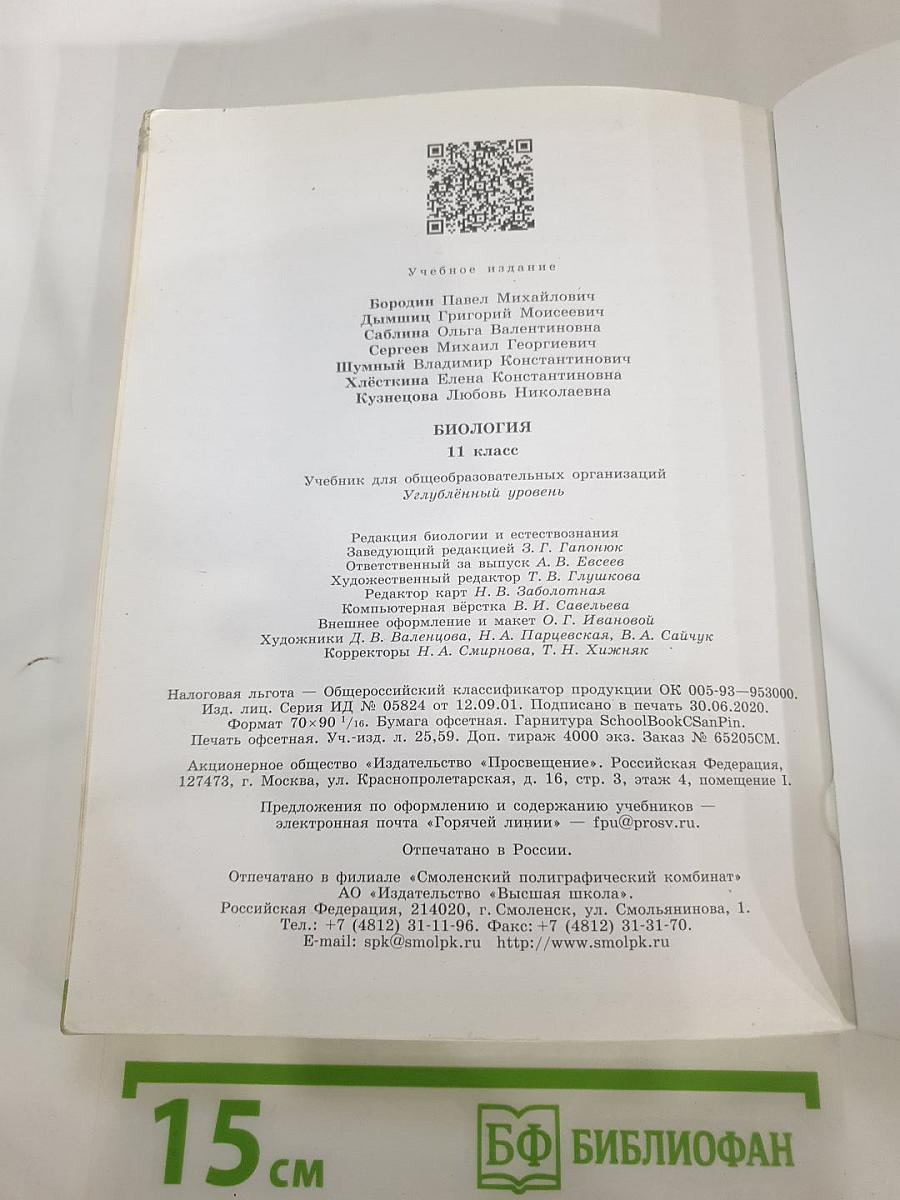 Учебное издание
Бородин Павел Михайлович
Дымшиц Григорий Моисеевич
Саблина Ольга Валентиновна
Сергеев Михаил Георгиевич
Шумный Владимир Константинович
Хлёсткина Елена Константиновна
Кузнецова Любовь Николаевна
БИОЛОГИЯ
11 класс
Учебник для общеобразовательных организаций
Углублённый уровень
Редакция биологии и естествознания
Заведующий редакцией З. Г. Гапонюк
Ответственный за выпуск А. В. Евсеев
Художественный редактор Т. В. Глушкова
Редактор карт Н. В. Заболотная
Компьютерная вёрстка В. И. Савельева
Внешнее оформление и макет О. Г. Ивановой
Художники Д. В. Валенцова, Н. А. Парцевская, В. А. Сайчук
Корректоры Н. А. Смирнова, Т. Н. Хижняк
Налоговая льгота — Общероссийский классификатор продукции ОК 005-93—953000.
Изд. лиц. Серия ИД № 05824 от 12.09.01. Подписано в печать 30.06.2020.
Формат 70×90 1/16. Бумага офсетная. Гарнитура SchoolBookCSanPin.
Печать офсетная. Уч.-изд. л. 25,59. Доп. тираж 4000 экз. Заказ № 65205СМ.
Акционерное общество «Издательство «Просвещение». Российская Федерация,
127473, г. Москва, ул. Краснопролетарская, д. 16, стр. 3, этаж 4, помещение I.
Предложения по оформлению и содержанию учебников —
электронная почта «Горячей линии» — fpu@prosv.ru.
Отпечатано в России.
Отпечатано в филиале «Смоленский полиграфический комбинат»
АО «Издательство «Высшая школа».
Российская Федерация, 214020, г. Смоленск, ул. Смольянинова, 1.
Тел.: +7 (4812) 31-11-96. Факс: +7 (4812) 31-31-70.
E-mail: spk@smolpk.ru http://www.smolpk.ru
15 см
БФ БИБЛИОФАН